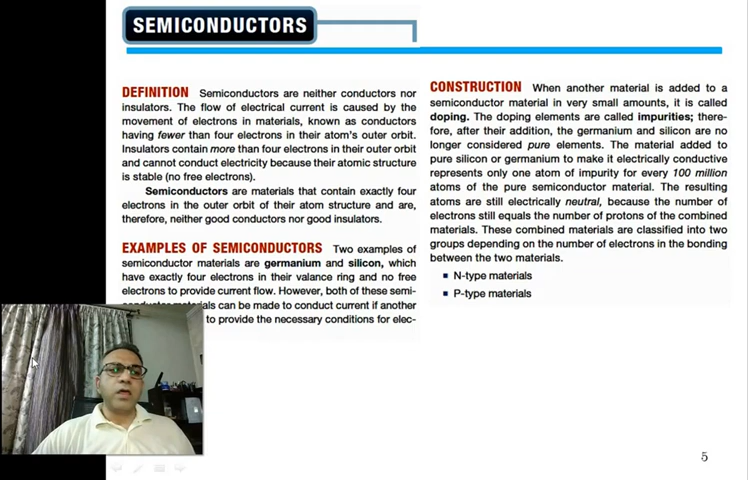 SEMICONDUCTORS
DEFINITION Semiconductors are neither conductors nor
insulators. The flow of electrical current is caused by the
movement of electrons in materials, known as conductors
having fewer than four electrons in their atom's outer orbit.
Insulators contain more than four electrons in their outer orbit
and cannot conduct electricity because their atomic structure
is stable (no free electrons).
Semiconductors are materials that contain exactly four
electrons in the outer orbit of their atom structure and are,
therefore, neither good conductors nor good insulators.
EXAMPLES OF SEMICONDUCTORS Two examples of
semiconductor materials are germanium and silicon, which
have exactly four electrons in their valance ring and no free
electrons to provide current flow. However, both of these semi-
conductor materials can be made to conduct current if another
to provide the necessary conditions for elec-
CONSTRUCTION When another material is added to a
semiconductor material in very small amounts, it is called
doping. The doping elements are called impurities; there-
fore, after their addition, the germanium and silicon are no
longer considered pure elements. The material added to
pure silicon or germanium to make it electrically conductive
represents only one atom of impurity for every 100 million
atoms of the pure semiconductor material. The resulting
atoms are still electrically neutral, because the number of
electrons still equals the number of protons of the combined
materials. These combined materials are classified into two
groups depending on the number of electrons in the bonding
between the two materials.
■ N-type materials
■ P-type materials
5